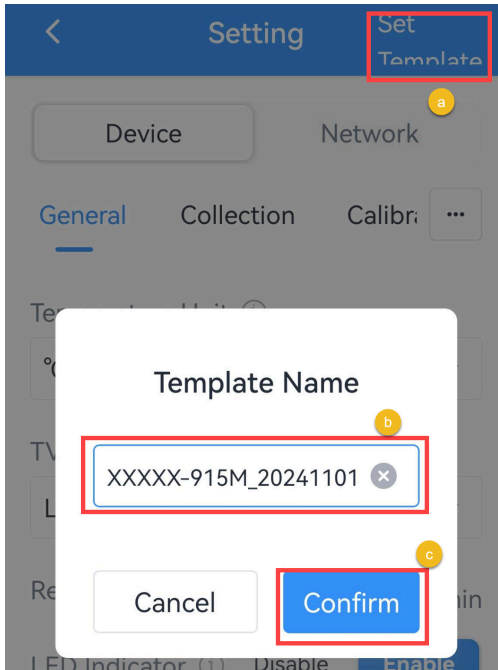 Setting
Set
Template
a
Device
Network
General
Collection
...
Template Name
b
XXXXX-915M_20241101
c
Cancel
Confirm
LED Indicator
Disable
Enable